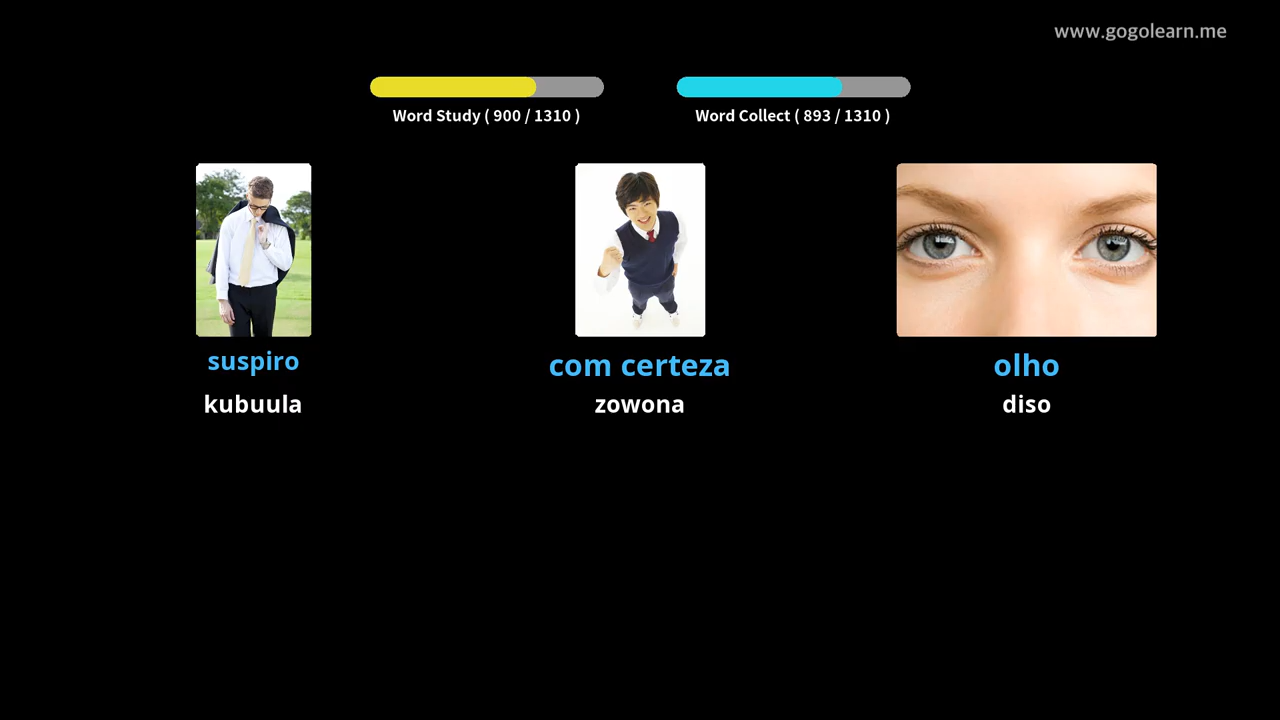 www.gogolearn.me
Word Study ( 900 / 1310 )
Word Collect ( 893 / 1310 )
suspiro
com certeza
olho
kubuula
zowona
diso